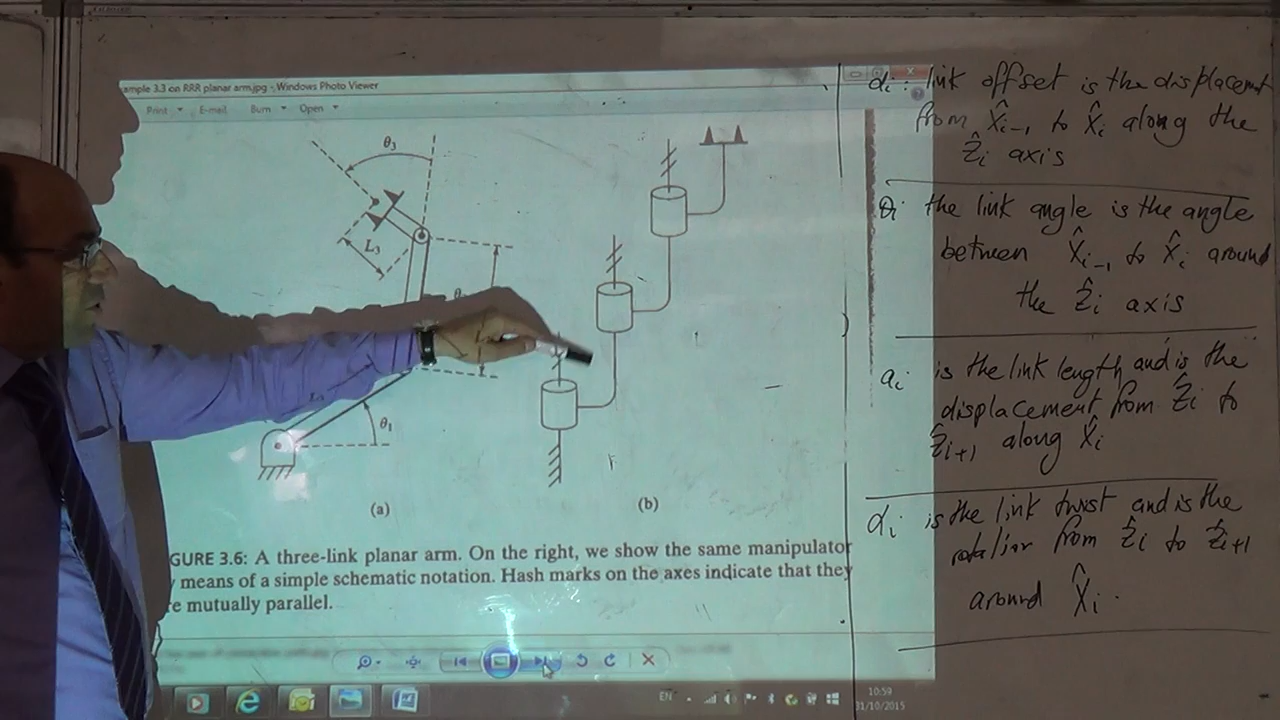 ample 3.3 on RRR planar arm.jpg - Windows Photo Viewer
Print E-mail Burn Open
θ3
L3
θ1
(a)
(b)
GURE 3.6: A three-link planar arm. On the right, we show the same manipulator
means of a simple schematic notation. Hash marks on the axes indicate that they
e mutually parallel.
EN
10:59
31/10/2015
di: link offset is the displacement
from X̂i-1 to X̂i along the
Ẑi axis
θi the link angle is the angle
between X̂i-1 to X̂i around
the Ẑi axis
ai is the link length and is the
displacement from Ẑi to
Ẑi+1 along X̂i
αi is the link twist and is the
rotation from Ẑi to Ẑi+1
around X̂i.